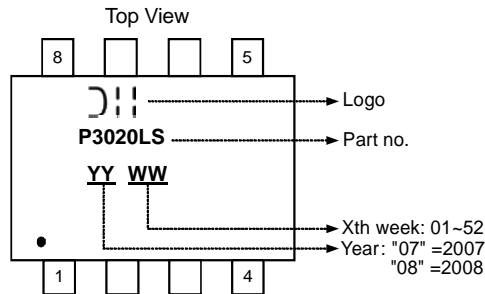 Top View
8 5
Logo
P3020LS Part no.
YY WW
Xth week: 01~52
Year: "07" =2007
"08" =2008
1 4